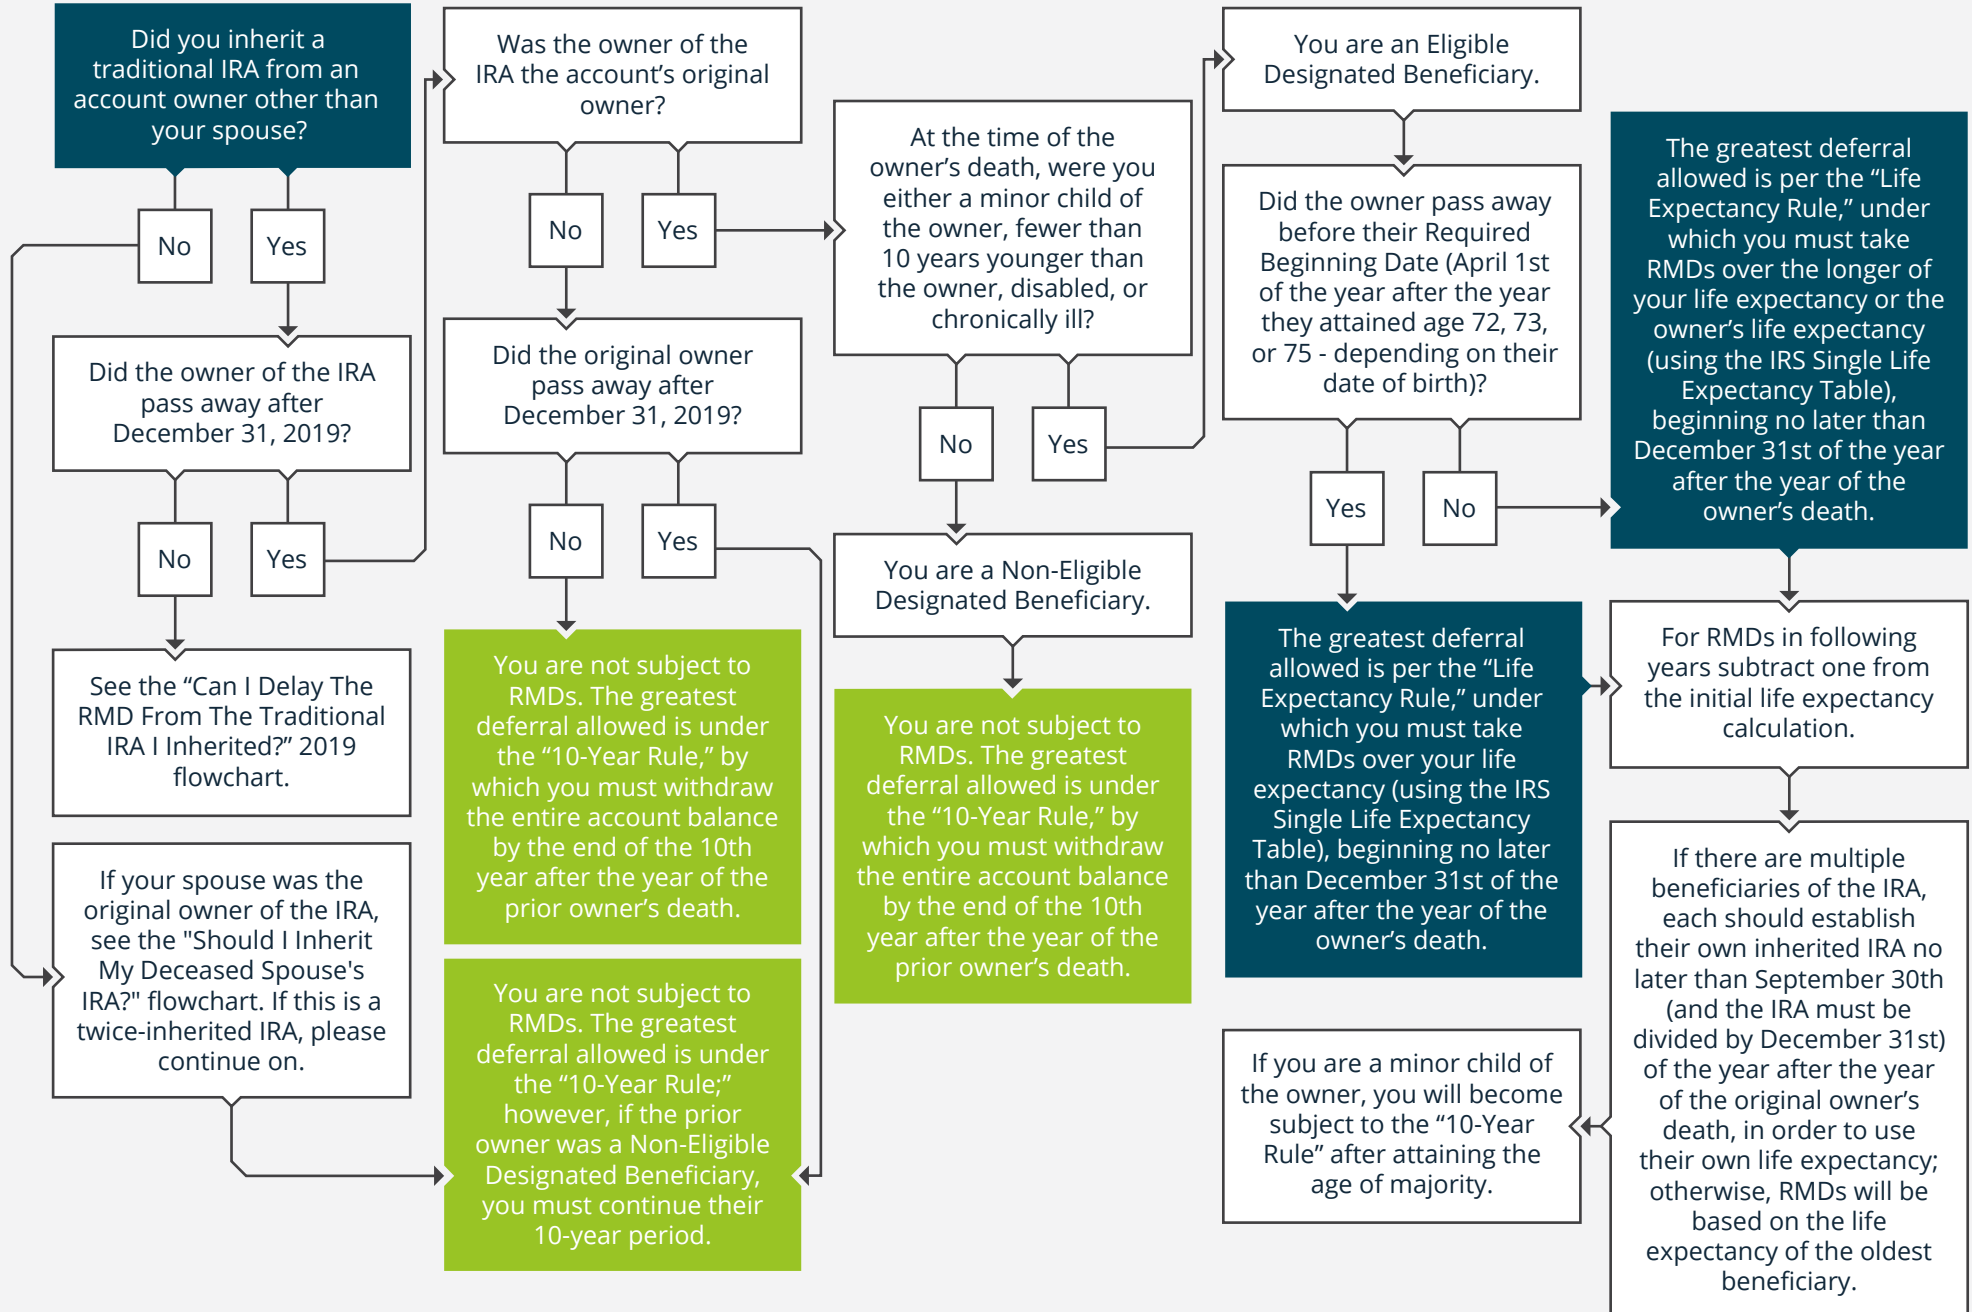 Did you inherit a
traditional IRA from an
account owner other than
your spouse?
No
Yes
Did the owner of the IRA
pass away after
December 31, 2019?
No
Yes
See the “Can I Delay The
RMD From The Traditional
IRA I Inherited?” 2019
flowchart.
If your spouse was the
original owner of the IRA,
see the "Should I Inherit
My Deceased Spouse's
IRA?" flowchart. If this is a
twice-inherited IRA, please
continue on.
Was the owner of the
IRA the account’s original
owner?
No
Yes
Did the original owner
pass away after
December 31, 2019?
No
Yes
You are not subject to
RMDs. The greatest
deferral allowed is under
the “10-Year Rule,” by
which you must withdraw
the entire account balance
by the end of the 10th
year after the year of the
prior owner’s death.
You are not subject to
RMDs. The greatest
deferral allowed is under
the “10-Year Rule;”
however, if the prior
owner was a Non-Eligible
Designated Beneficiary,
you must continue their
10-year period.
At the time of the
owner’s death, were you
either a minor child of
the owner, fewer than
10 years younger than
the owner, disabled, or
chronically ill?
No
Yes
You are a Non-Eligible
Designated Beneficiary.
You are not subject to
RMDs. The greatest
deferral allowed is under
the “10-Year Rule,” by
which you must withdraw
the entire account balance
by the end of the 10th
year after the year of the
prior owner’s death.
You are an Eligible
Designated Beneficiary.
Did the owner pass away
before their Required
Beginning Date (April 1st
of the year after the year
they attained age 72, 73,
or 75 - depending on their
date of birth)?
Yes
No
The greatest deferral
allowed is per the “Life
Expectancy Rule,” under
which you must take
RMDs over your life
expectancy (using the IRS
Single Life Expectancy
Table), beginning no later
than December 31st of the
year after the year of the
owner’s death.
The greatest deferral
allowed is per the “Life
Expectancy Rule,” under
which you must take
RMDs over the longer of
your life expectancy or the
owner’s life expectancy
(using the IRS Single Life
Expectancy Table),
beginning no later than
December 31st of the year
after the year of the
owner’s death.
For RMDs in following
years subtract one from
the initial life expectancy
calculation.
If there are multiple
beneficiaries of the IRA,
each should establish
their own inherited IRA no
later than September 30th
(and the IRA must be
divided by December 31st)
of the year after the year
of the original owner’s
death, in order to use
their own life expectancy;
otherwise, RMDs will be
based on the life
expectancy of the oldest
beneficiary.
If you are a minor child of
the owner, you will become
subject to the “10-Year
Rule” after attaining the
age of majority.